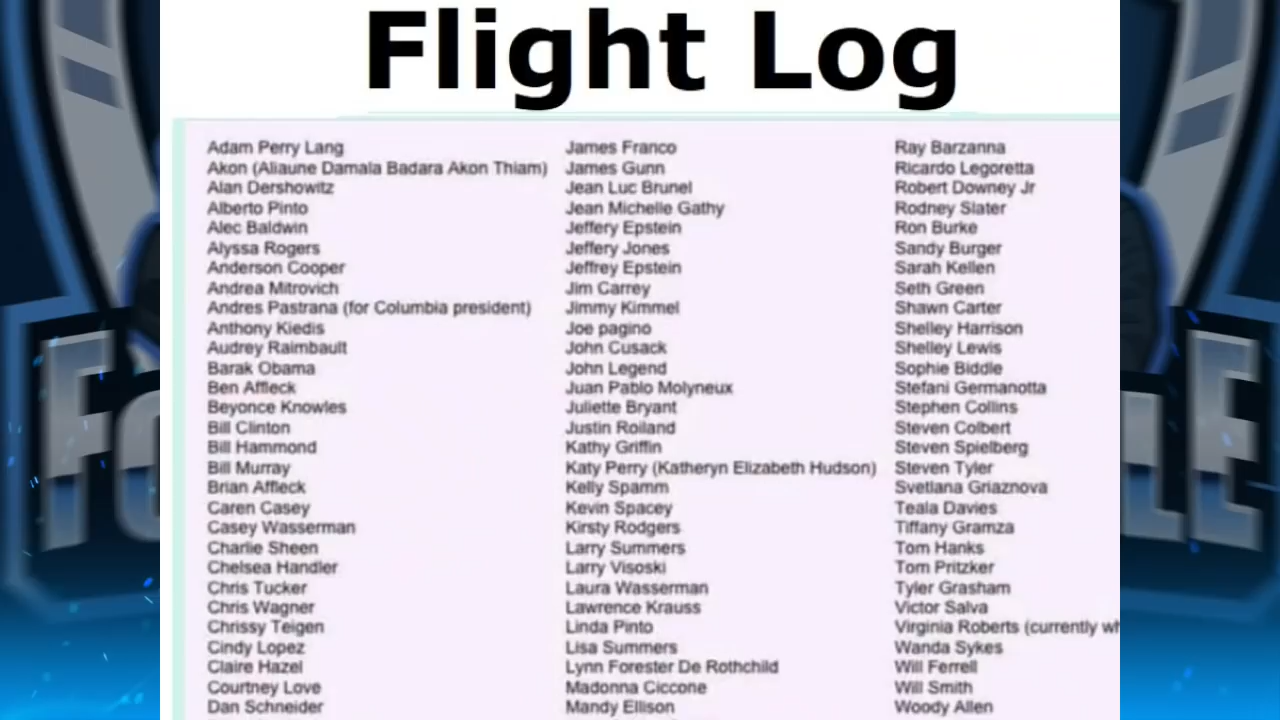 Flight Log
Adam Perry Lang
Akon (Aliaune Damala Badara Akon Thiam)
Alan Dershowitz
Alberto Pinto
Alec Baldwin
Alyssa Rogers
Anderson Cooper
Andrea Mitrovich
Andres Pastrana (for Columbia president)
Anthony Kiedis
Audrey Raimbault
Barak Obama
Ben Affleck
Beyonce Knowles
Bill Clinton
Bill Hammond
Bill Murray
Brian Affleck
Caren Casey
Casey Wasserman
Charlie Sheen
Chelsea Handler
Chris Tucker
Chris Wagner
Chrissy Teigen
Cindy Lopez
Claire Hazel
Courtney Love
Dan Schneider
James Franco
James Gunn
Jean Luc Brunel
Jean Michelle Gathy
Jeffery Epstein
Jeffery Jones
Jeffrey Epstein
Jim Carrey
Jimmy Kimmel
Joe pagino
John Cusack
John Legend
Juan Pablo Molyneux
Juliette Bryant
Justin Roiland
Kathy Griffin
Katy Perry (Katheryn Elizabeth Hudson)
Kelly Spamm
Kevin Spacey
Kirsty Rodgers
Larry Summers
Larry Visoski
Laura Wasserman
Lawrence Krauss
Linda Pinto
Lisa Summers
Lynn Forester De Rothchild
Madonna Ciccone
Mandy Ellison
Ray Barzanna
Ricardo Legoretta
Robert Downey Jr
Rodney Slater
Ron Burke
Sandy Burger
Sarah Kellen
Seth Green
Shawn Carter
Shelley Harrison
Shelley Lewis
Sophie Biddle
Stefani Germanotta
Stephen Collins
Steven Colbert
Steven Spielberg
Steven Tyler
Svetlana Griaznova
Teala Davies
Tiffany Gramza
Tom Hanks
Tom Pritzker
Tyler Grasham
Victor Salva
Virginia Roberts (currently
Wanda Sykes
Will Ferrell
Will Smith
Woody Allen